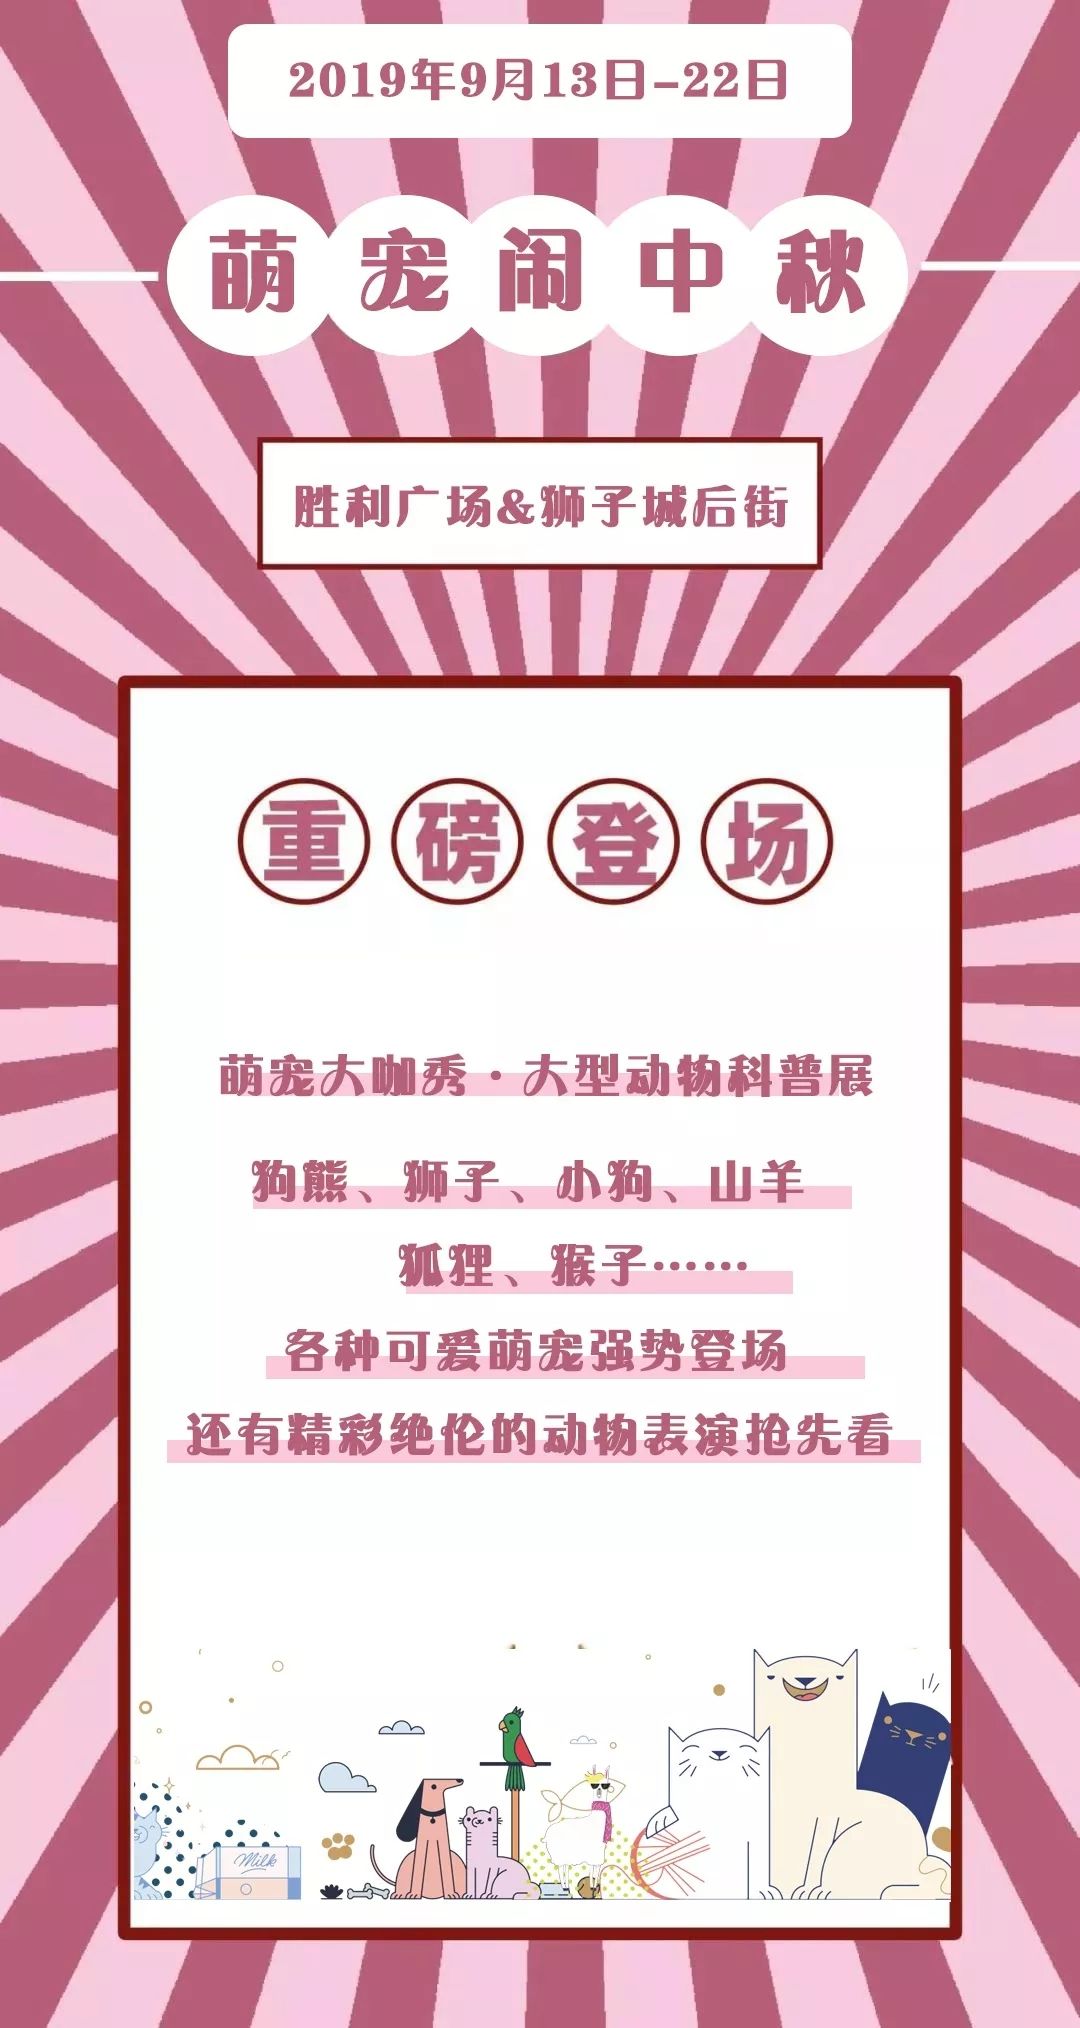 2019年9月13日-22日
萌宠闹中秋
胜利广场&狮子城后街
重磅登场
萌宠大咖秀·大型动物科普展
狗熊、狮子、小狗、山羊
狐狸、猴子……
各种可爱萌宠强势登场
还有精彩绝伦的动物表演抢先看
Milk